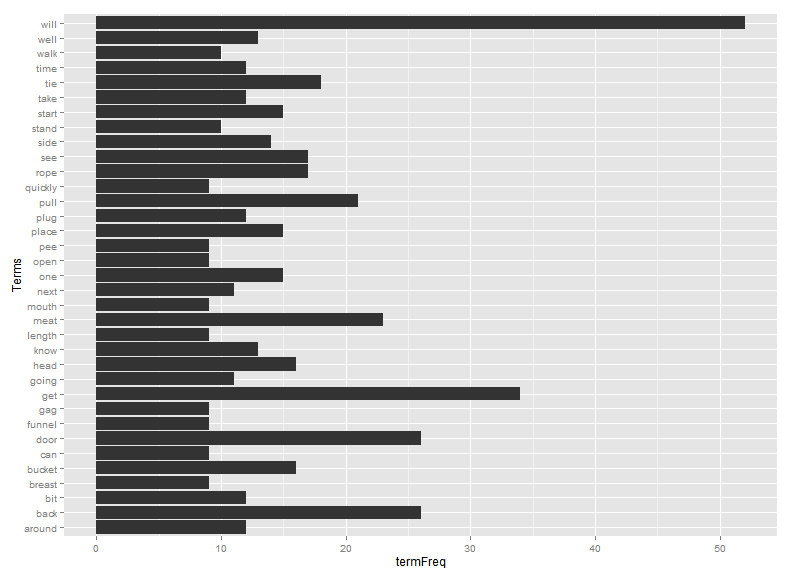 will
well
walk
time
tie
take
start
stand
side
see
rope
quickly
pull
plug
place
pee
open
one
next
mouth
meat
length
know
head
going
get
gag
funnel
door
can
bucket
breast
bit
back
around
Terms
0 10 20 30 40 50
termFreq